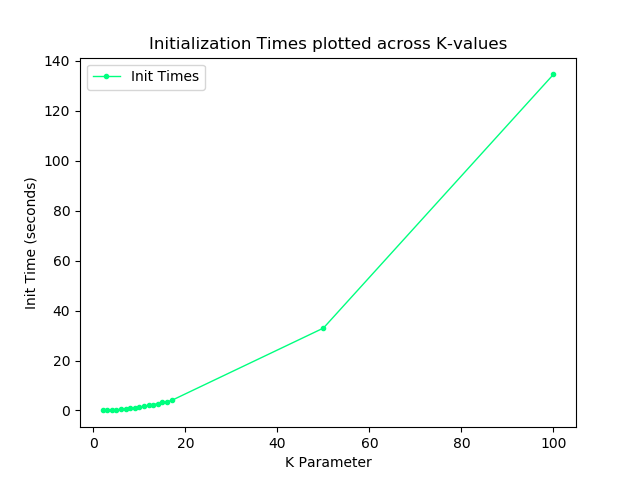 Initialization Times plotted across K-values
Init Times
140
120
100
80
60
40
20
0
Init Time (seconds)
0 20 40 60 80 100
K Parameter